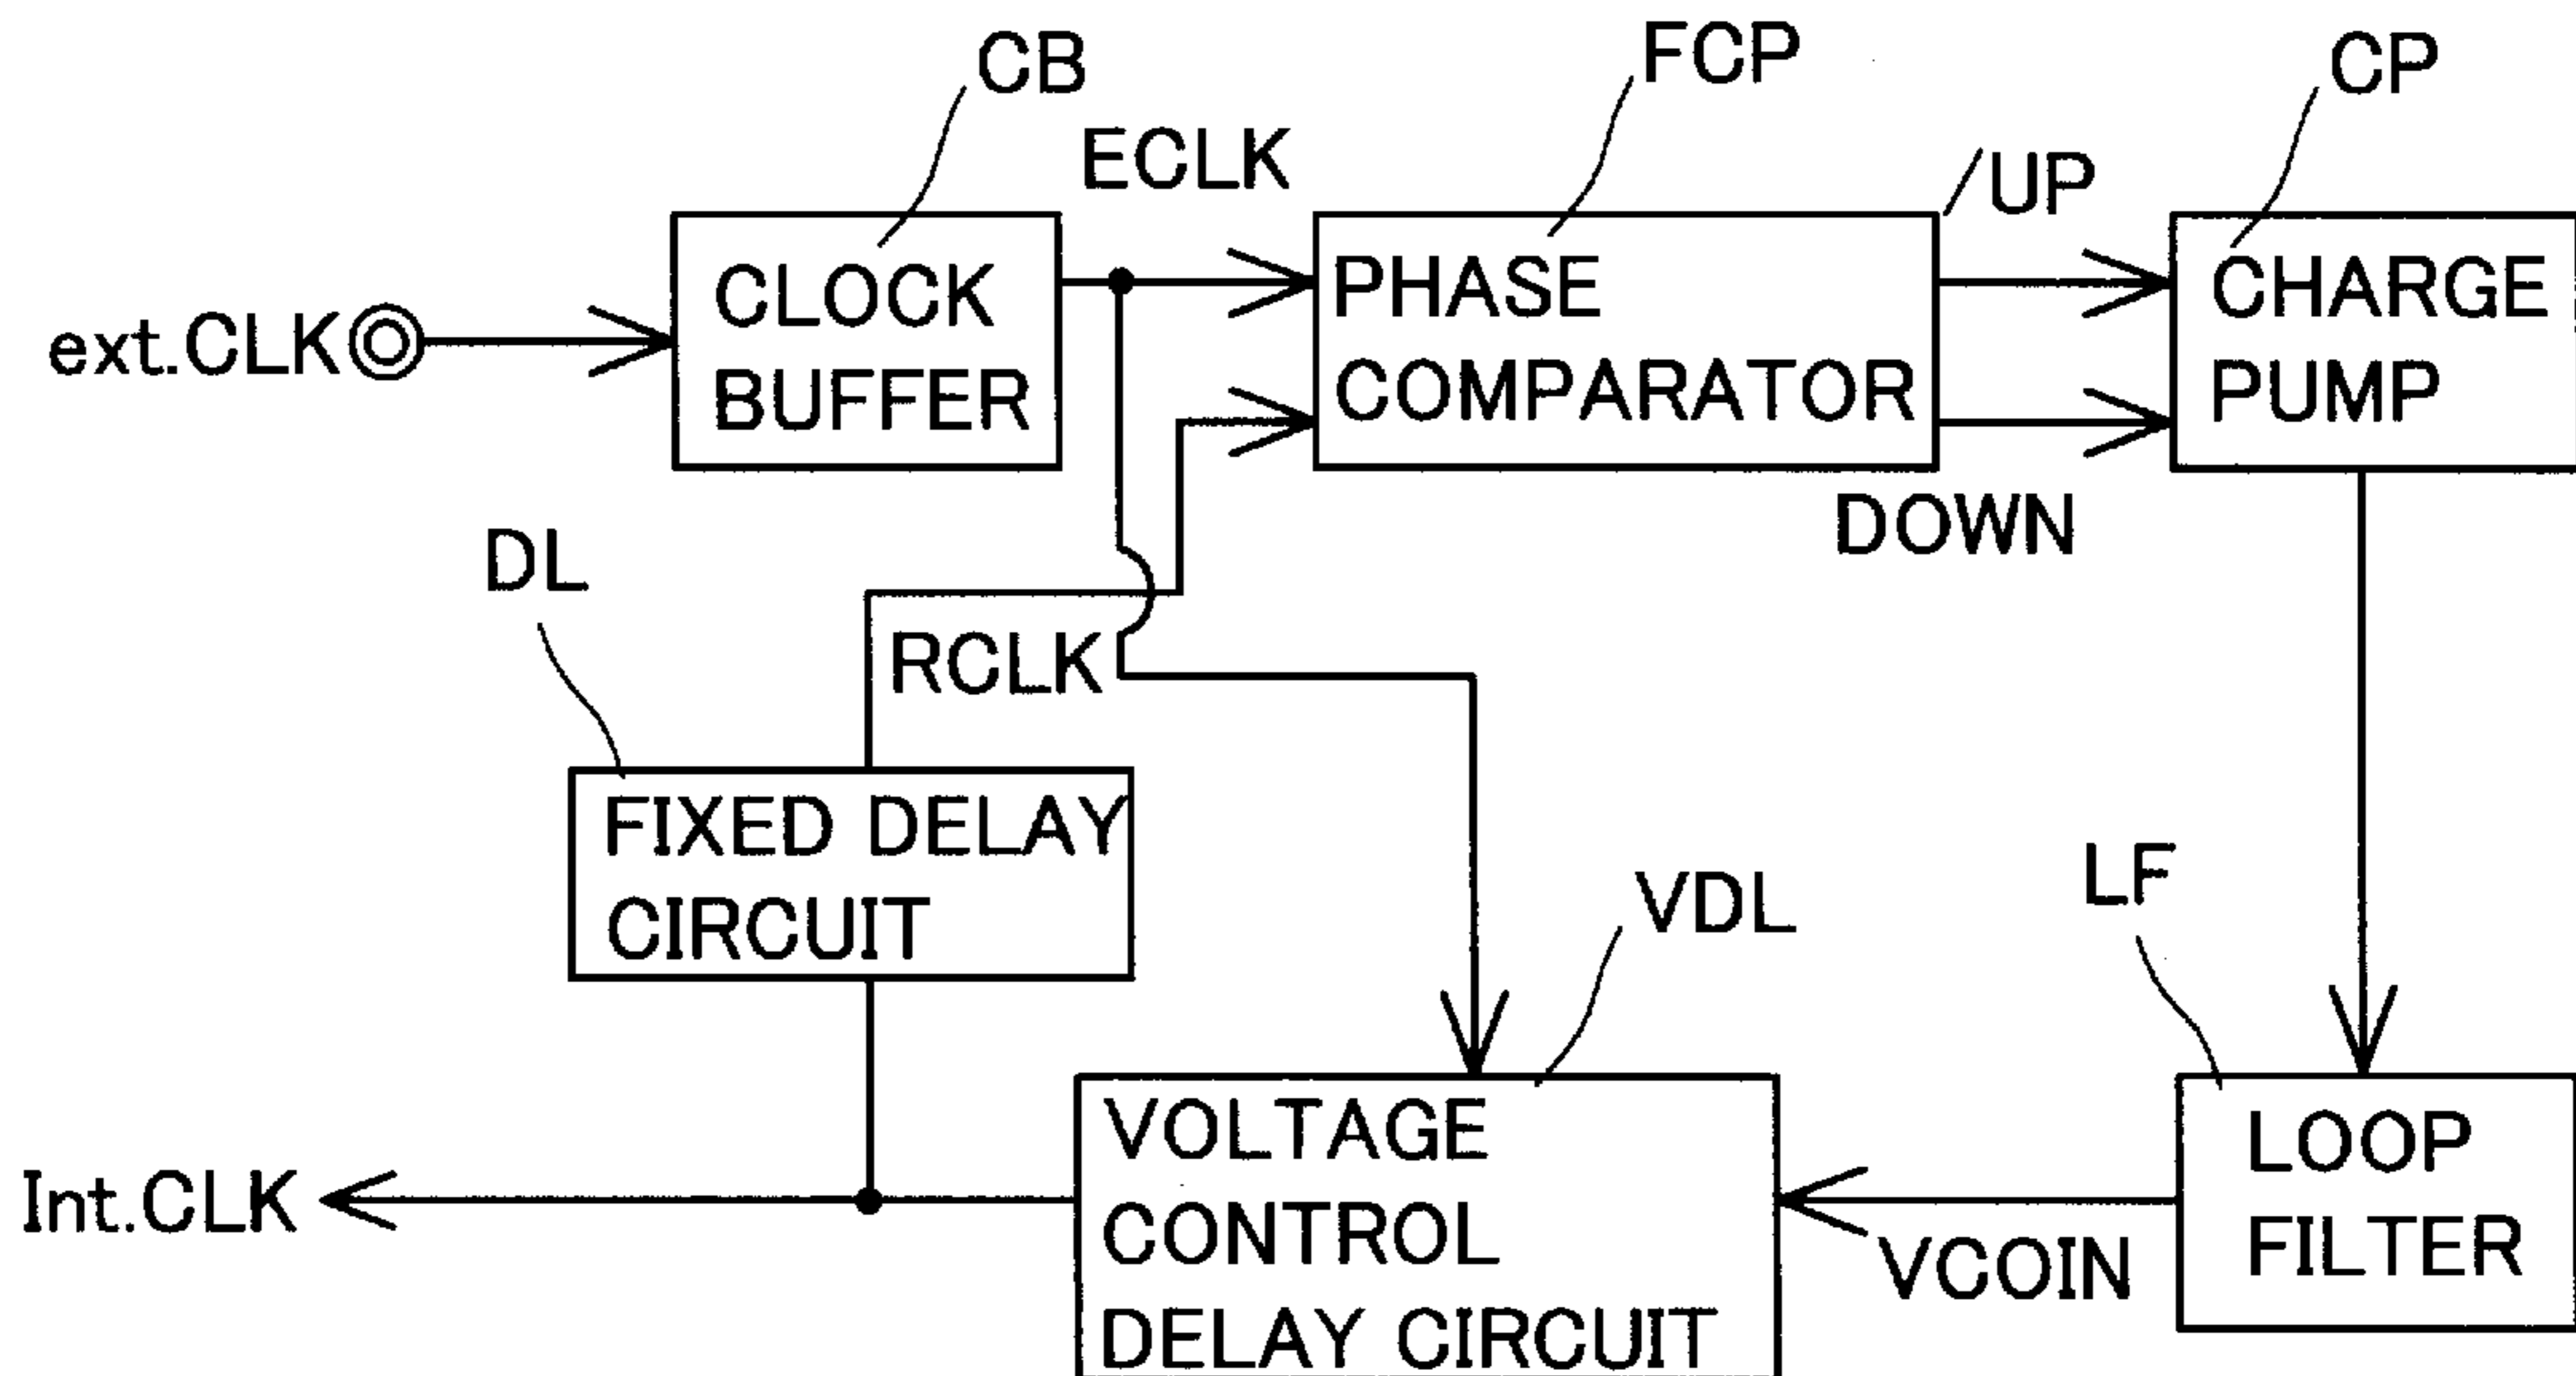 CB
FCP
CP
ECLK
/UP
ext.CLK
CLOCK
BUFFER
PHASE
COMPARATOR
CHARGE
PUMP
DOWN
DL
RCLK
FIXED DELAY
CIRCUIT
VDL
LF
Int.CLK
VOLTAGE
CONTROL
DELAY CIRCUIT
VCOIN
LOOP
FILTER